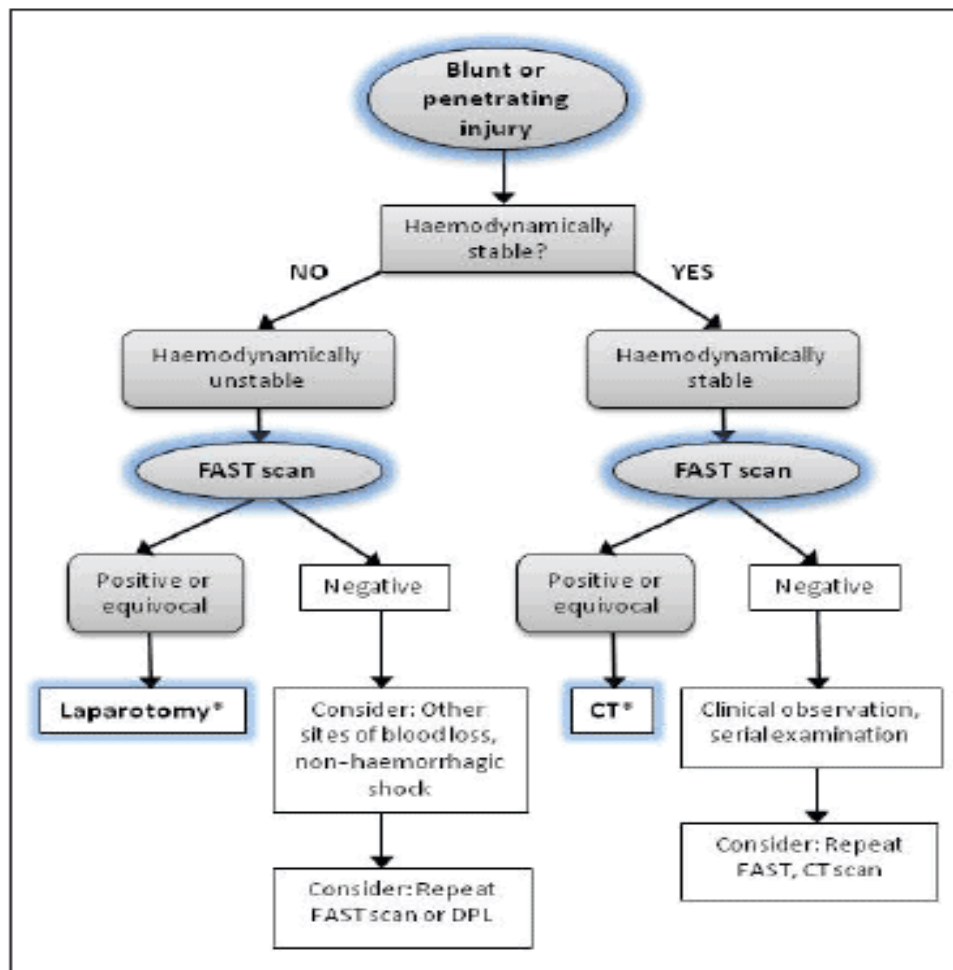 Blunt or
penetrating
injury
Haemodynamically
stable?
NO
YES
Haemodynamically
unstable
Haemodynamically
stable
FAST scan
FAST scan
Positive or
equivocal
Negative
Positive or
equivocal
Negative
Laparotomy*
Consider: Other
sites of blood loss,
non-haemorrhagic
shock
CT*
Clinical observation,
serial examination
Consider: Repeat
FAST scan or DPL
Consider: Repeat
FAST, CT scan